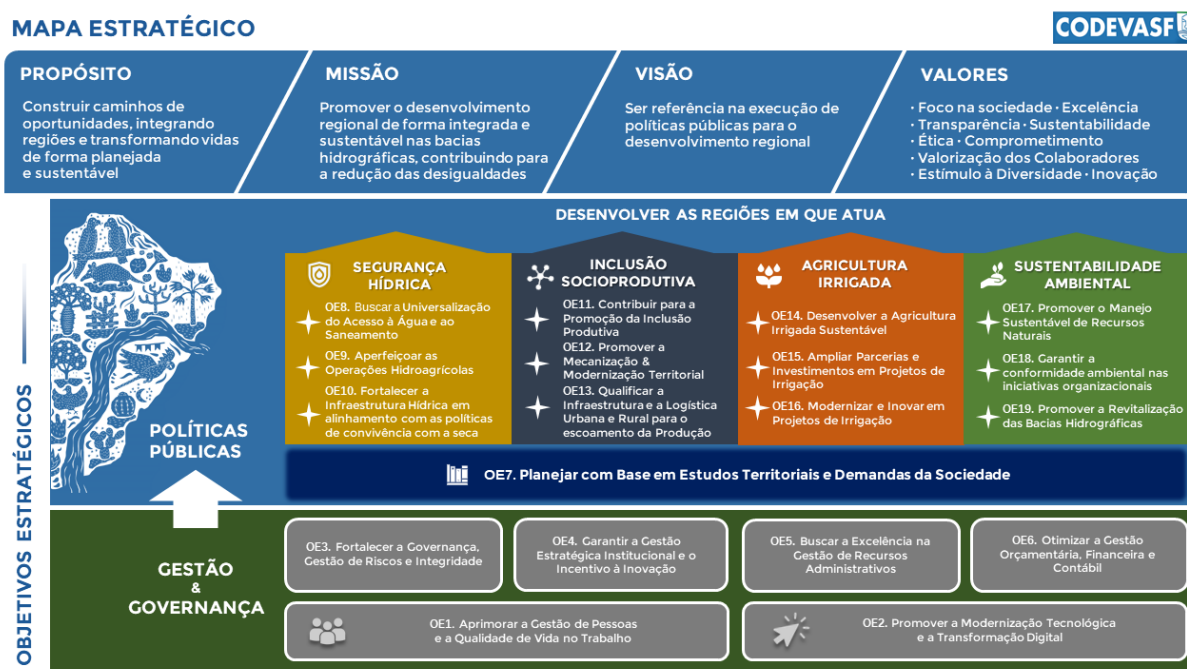 MAPA ESTRATÉGICO
CODEVASF
PROPÓSITO
Construir caminhos de
oportunidades, integrando
regiões e transformando vidas
de forma planejada
e sustentável
MISSÃO
Promover o desenvolvimento
regional de forma integrada e
sustentável nas bacias
hidrográficas, contribuindo para
a redução das desigualdades
VISÃO
Ser referência na execução de
políticas públicas para o
desenvolvimento regional
VALORES
· Foco na sociedade · Excelência
· Transparência · Sustentabilidade
· Ética · Comprometimento
· Valorização dos Colaboradores
· Estímulo à Diversidade · Inovação
OBJETIVOS ESTRATÉGICOS
POLÍTICAS
PÚBLICAS
DESENVOLVER AS REGIÕES EM QUE ATUA
SEGURANÇA
HÍDRICA
OE8. Buscar a Universalização
do Acesso à Água e ao
Saneamento
OE9. Aperfeiçoar as
Operações Hidroagrícolas
OE10. Fortalecer a
Infraestrutura Hídrica em
alinhamento com as políticas
de convivência com a seca
INCLUSÃO
SOCIOPRODUTIVA
OE11. Contribuir para a
Promoção da Inclusão
Produtiva
OE12. Promover a
Mecanização &
Modernização Territorial
OE13. Qualificar a
Infraestrutura e a Logística
Urbana e Rural para o
escoamento da Produção
AGRICULTURA
IRRIGADA
OE14. Desenvolver a Agricultura
Irrigada Sustentável
OE15. Ampliar Parcerias e
Investimentos em Projetos de
Irrigação
OE16. Modernizar e Inovar em
Projetos de Irrigação
SUSTENTABILIDADE
AMBIENTAL
OE17. Promover o Manejo
Sustentável de Recursos
Naturais
OE18. Garantir a
conformidade ambiental nas
iniciativas organizacionais
OE19. Promover a Revitalização
das Bacias Hidrográficas
OE7. Planejar com Base em Estudos Territoriais e Demandas da Sociedade
GESTÃO
&
GOVERNANÇA
OE3. Fortalecer a Governança,
Gestão de Riscos e Integridade
OE4. Garantir a Gestão
Estratégica Institucional e o
Incentivo à Inovação
OE5. Buscar a Excelência na
Gestão de Recursos
Administrativos
OE6. Otimizar a Gestão
Orçamentária, Financeira e
Contábil
OE1. Aprimorar a Gestão de Pessoas
e a Qualidade de Vida no Trabalho
OE2. Promover a Modernização Tecnológica
e a Transformação Digital